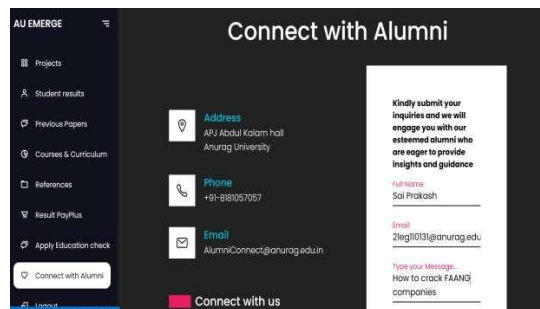 AU EMERGE
Projects
Student results
Previous Papers
Courses & Curriculum
References
Result PayPlus
Apply Education check
Connect with Alumni
Logout
Connect with Alumni
Address
APJ Abdul Kalam hall
Anurag University
Phone
+91-8181057057
Email
AlumniConnect@anurag.edu.in
Connect with us
Kindly submit your
inquiries and we will
engage you with our
esteemed alumni who
are eager to provide
insights and guidance
Full Name
Sai Prakash
Email
21eg110131@anurag.edu
Type your Message...
How to crack FAANG
companies